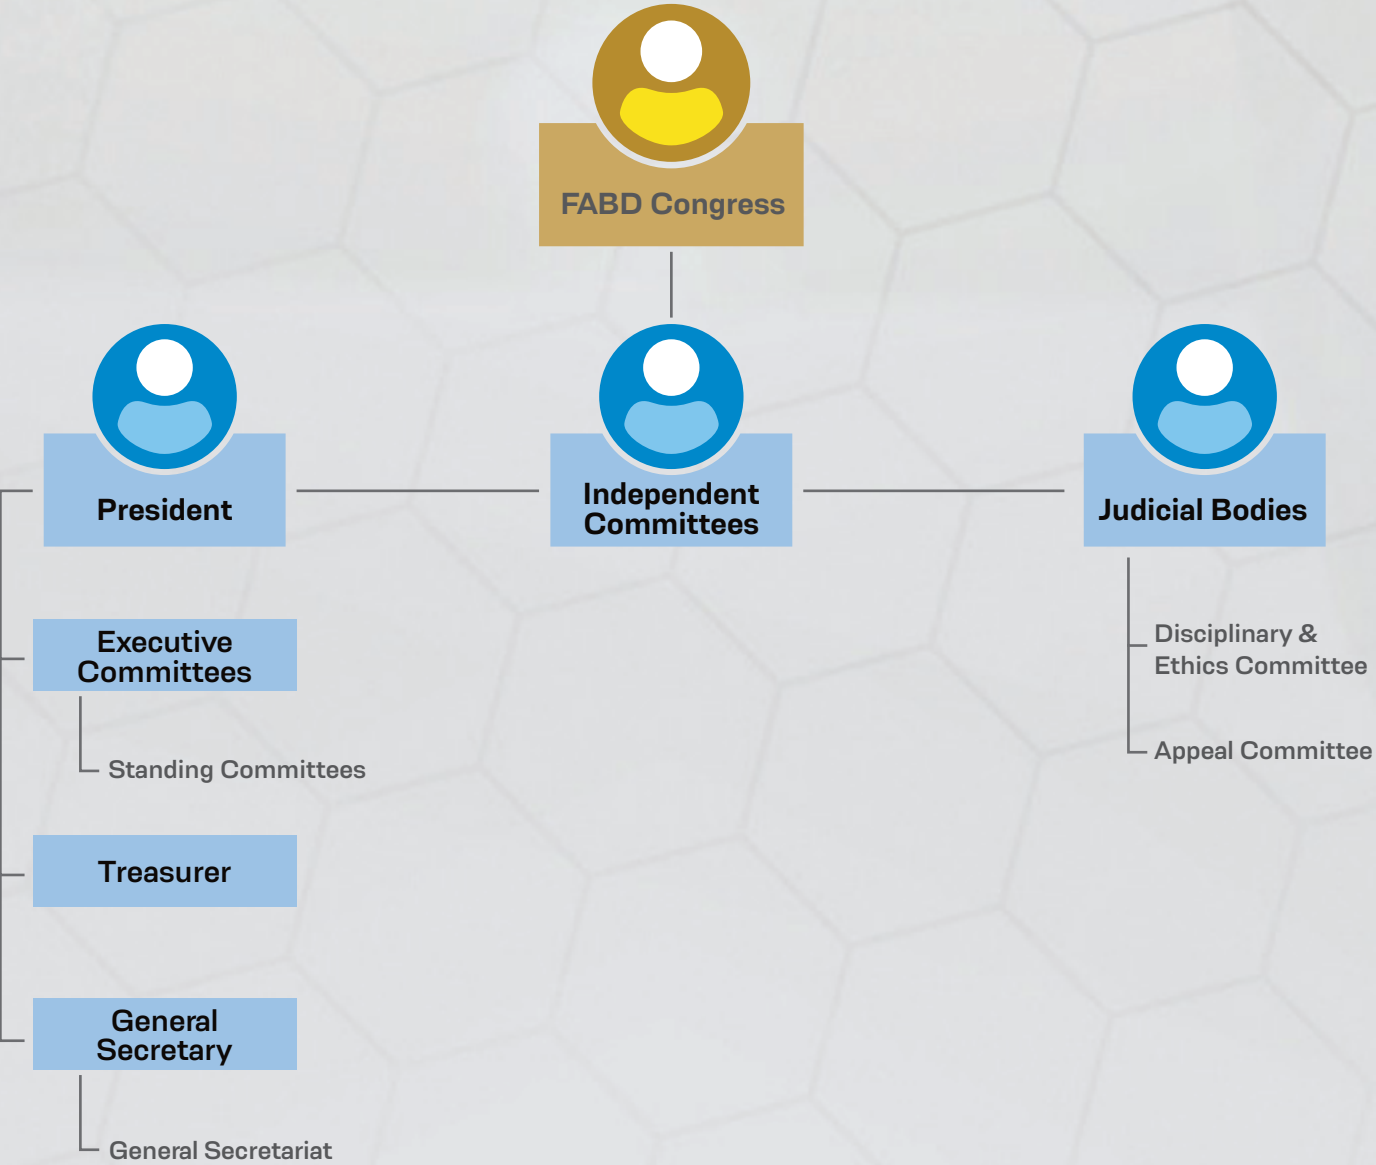 FABD Congress
President
Independent
Committees
Judicial Bodies
Executive
Committees
Standing Committees
Treasurer
General
Secretary
General Secretariat
Disciplinary &
Ethics Committee
Appeal Committee